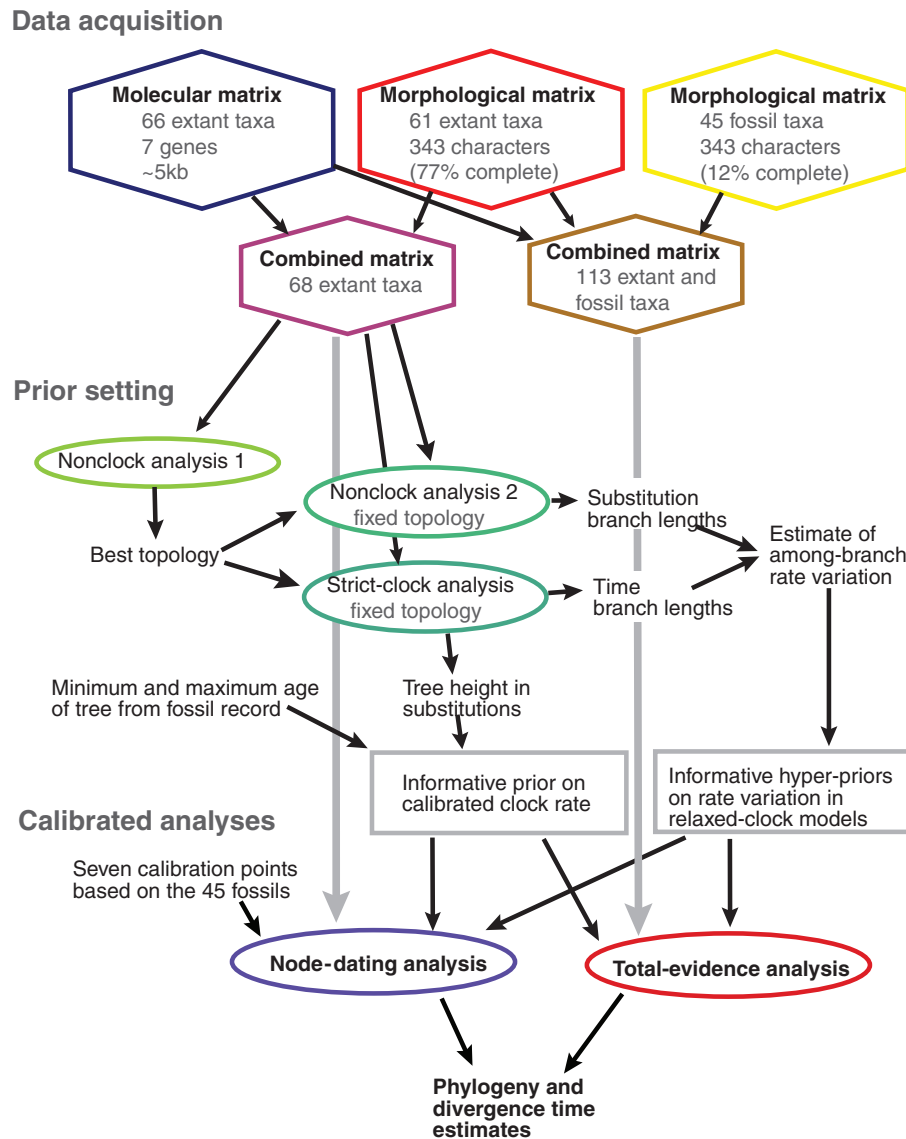 Data acquisition
Molecular matrix
66 extant taxa
7 genes
~5kb
Morphological matrix
61 extant taxa
343 characters
(77% complete)
Morphological matrix
45 fossil taxa
343 characters
(12% complete)
Combined matrix
68 extant taxa
Combined matrix
113 extant and
fossil taxa
Prior setting
Nonclock analysis 1
Nonclock analysis 2
fixed topology
Substitution
branch lengths
Estimate of
among-branch
rate variation
Best topology
Strict-clock analysis
fixed topology
Time
branch lengths
Minimum and maximum age
of tree from fossil record
Tree height in
substitutions
Informative prior on
calibrated clock rate
Informative hyper-priors
on rate variation in
relaxed-clock models
Calibrated analyses
Seven calibration points
based on the 45 fossils
Node-dating analysis
Total-evidence analysis
Phylogeny and
divergence time
estimates